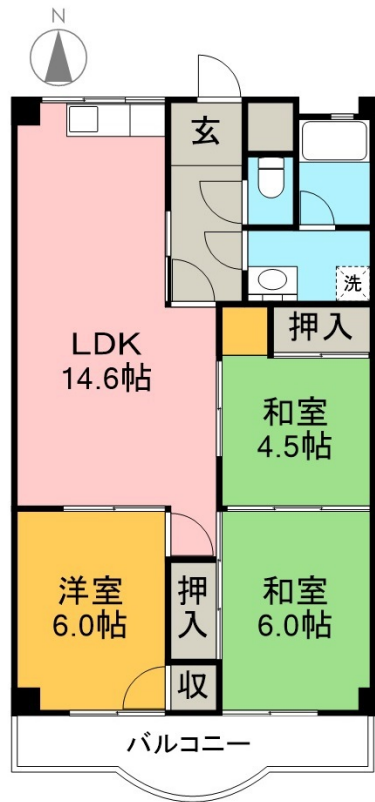 N
玄
洗
押入
LDK
14.6帖
和室
4.5帖
洋室
6.0帖
押
入
和室
6.0帖
収
バルコニー